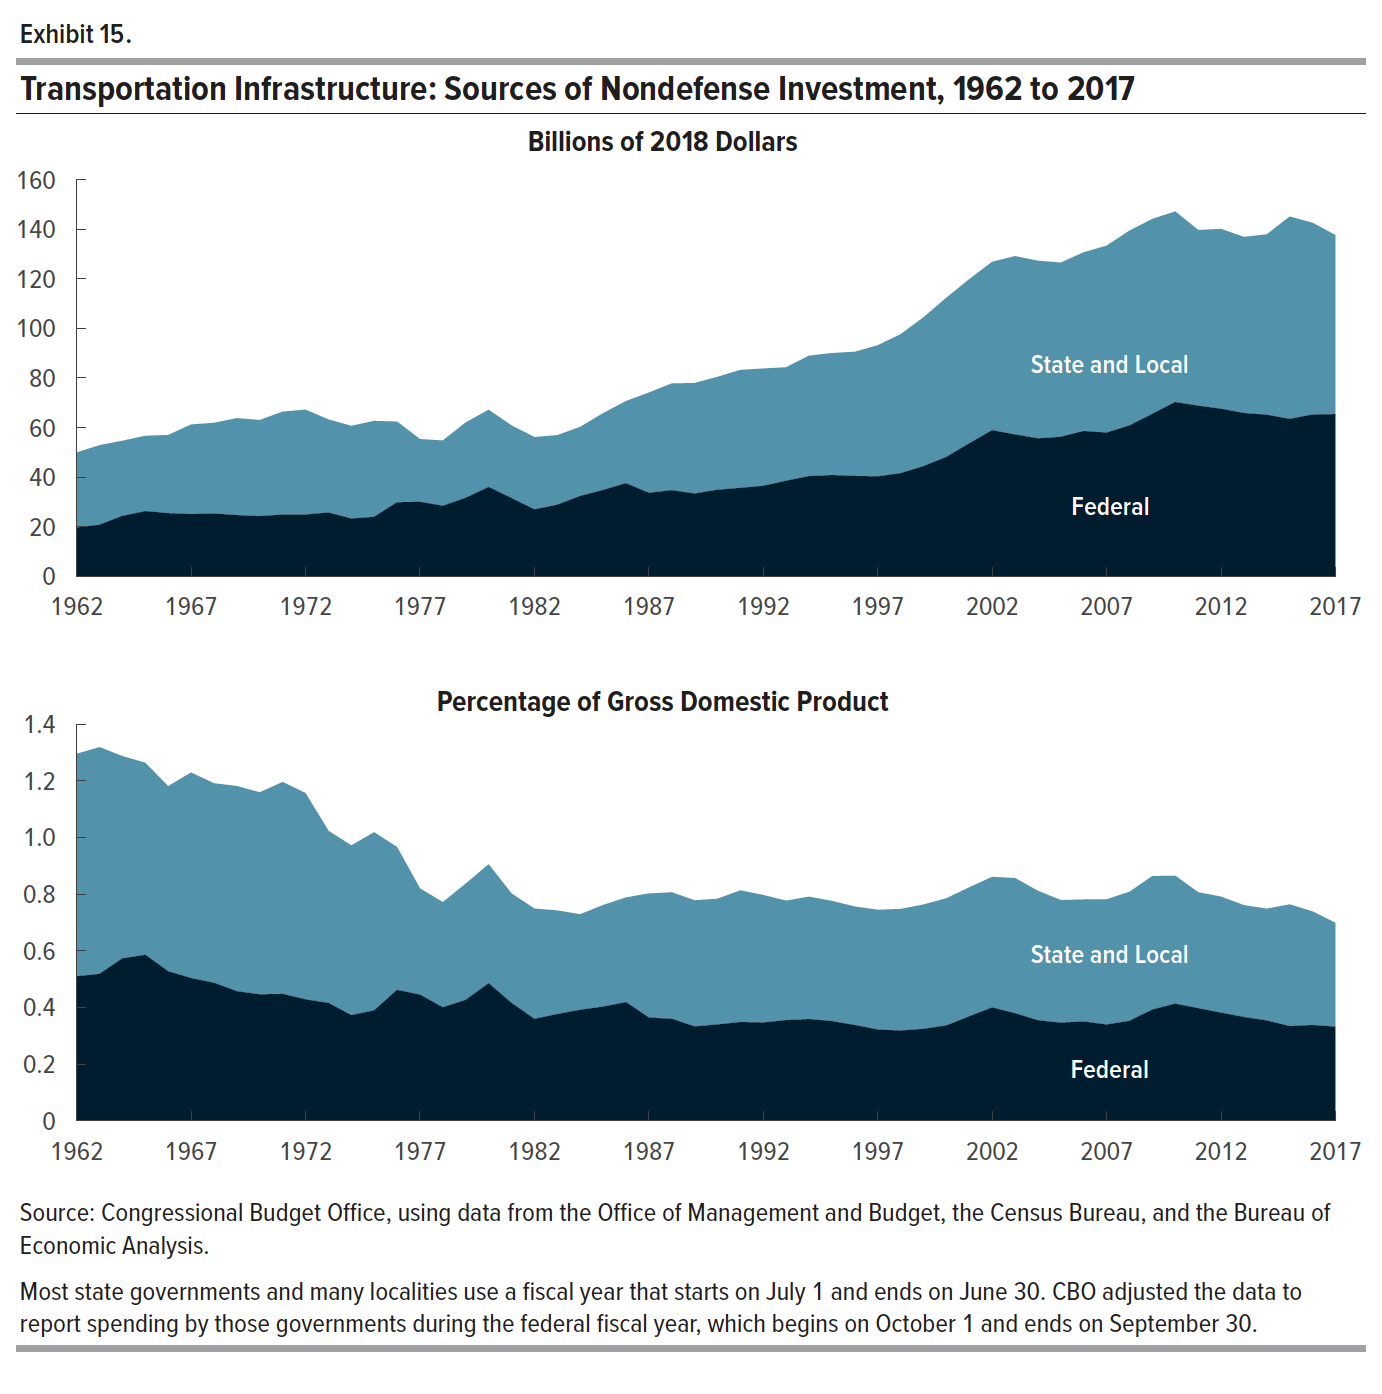 Exhibit 15.
Transportation Infrastructure: Sources of Nondefense Investment, 1962 to 2017
Billions of 2018 Dollars
160
140
120
100
80
60
40
20
0
State and Local
Federal
1962 1967 1972 1977 1982 1987 1992 1997 2002 2007 2012 2017
Percentage of Gross Domestic Product
1.4
1.2
1.0
0.8
0.6
0.4
0.2
0
State and Local
Federal
1962 1967 1972 1977 1982 1987 1992 1997 2002 2007 2012 2017
Source: Congressional Budget Office, using data from the Office of Management and Budget, the Census Bureau, and the Bureau of
Economic Analysis.
Most state governments and many localities use a fiscal year that starts on July 1 and ends on June 30. CBO adjusted the data to
report spending by those governments during the federal fiscal year, which begins on October 1 and ends on September 30.